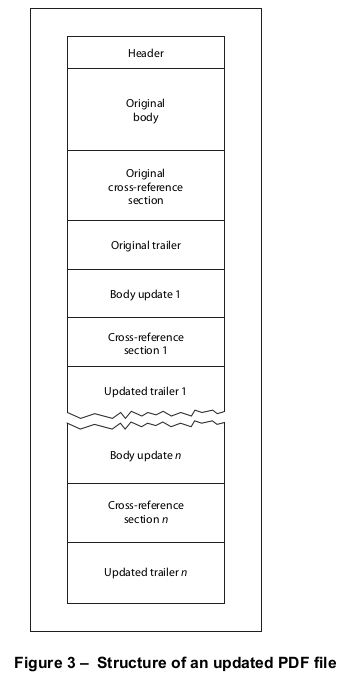 Header
Original
body
Original
cross-reference
section
Original trailer
Body update 1
Cross-reference
section 1
Updated trailer 1
Body update n
Cross-reference
section n
Updated trailer n
Figure 3 – Structure of an updated PDF file